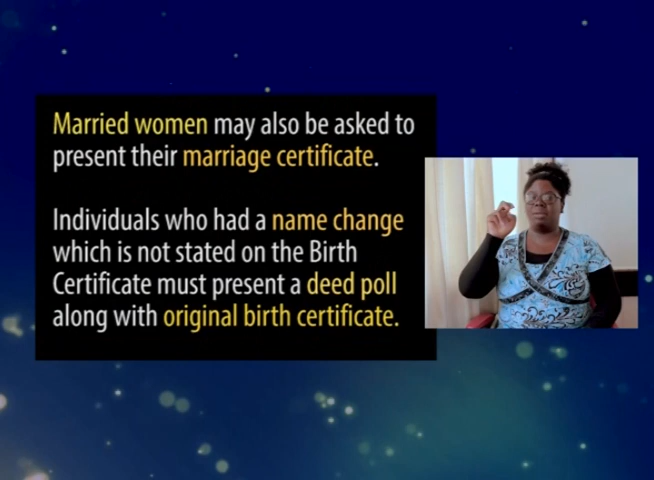 Married women may also be asked to
present their marriage certificate.
Individuals who had a name change
which is not stated on the Birth
Certificate must present a deed poll
along with original birth certificate.